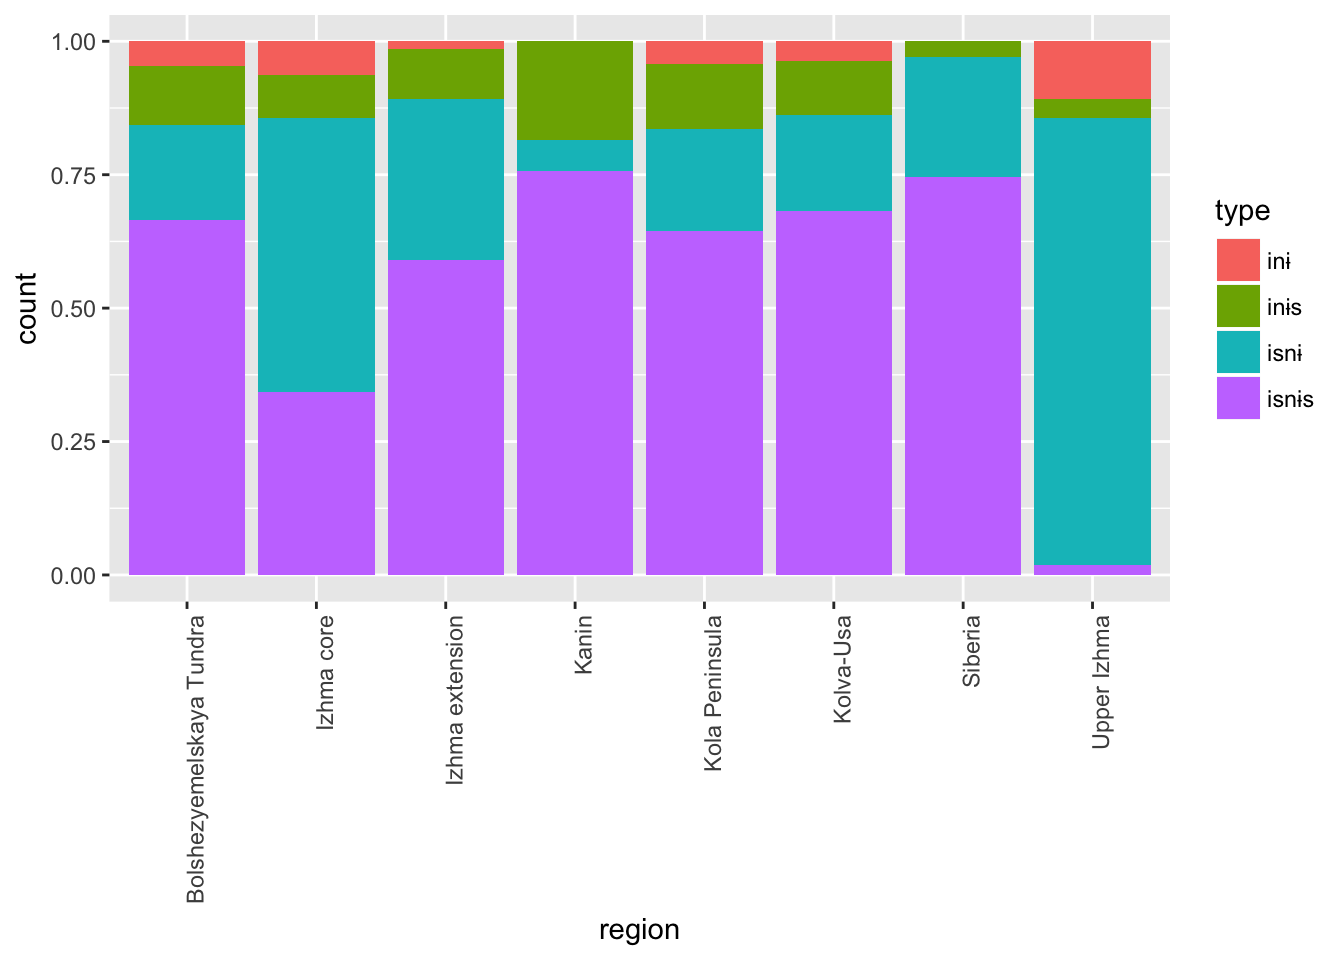 1.00
0.75
0.50
0.25
0.00
count
Bolshezyemelskaya Tundra
Izhma core
Izhma extension
Kanin
Kola Peninsula
Kolva-Usa
Siberia
Upper Izhma
region
type
inɨ
inɨs
isnɨ
isnɨs